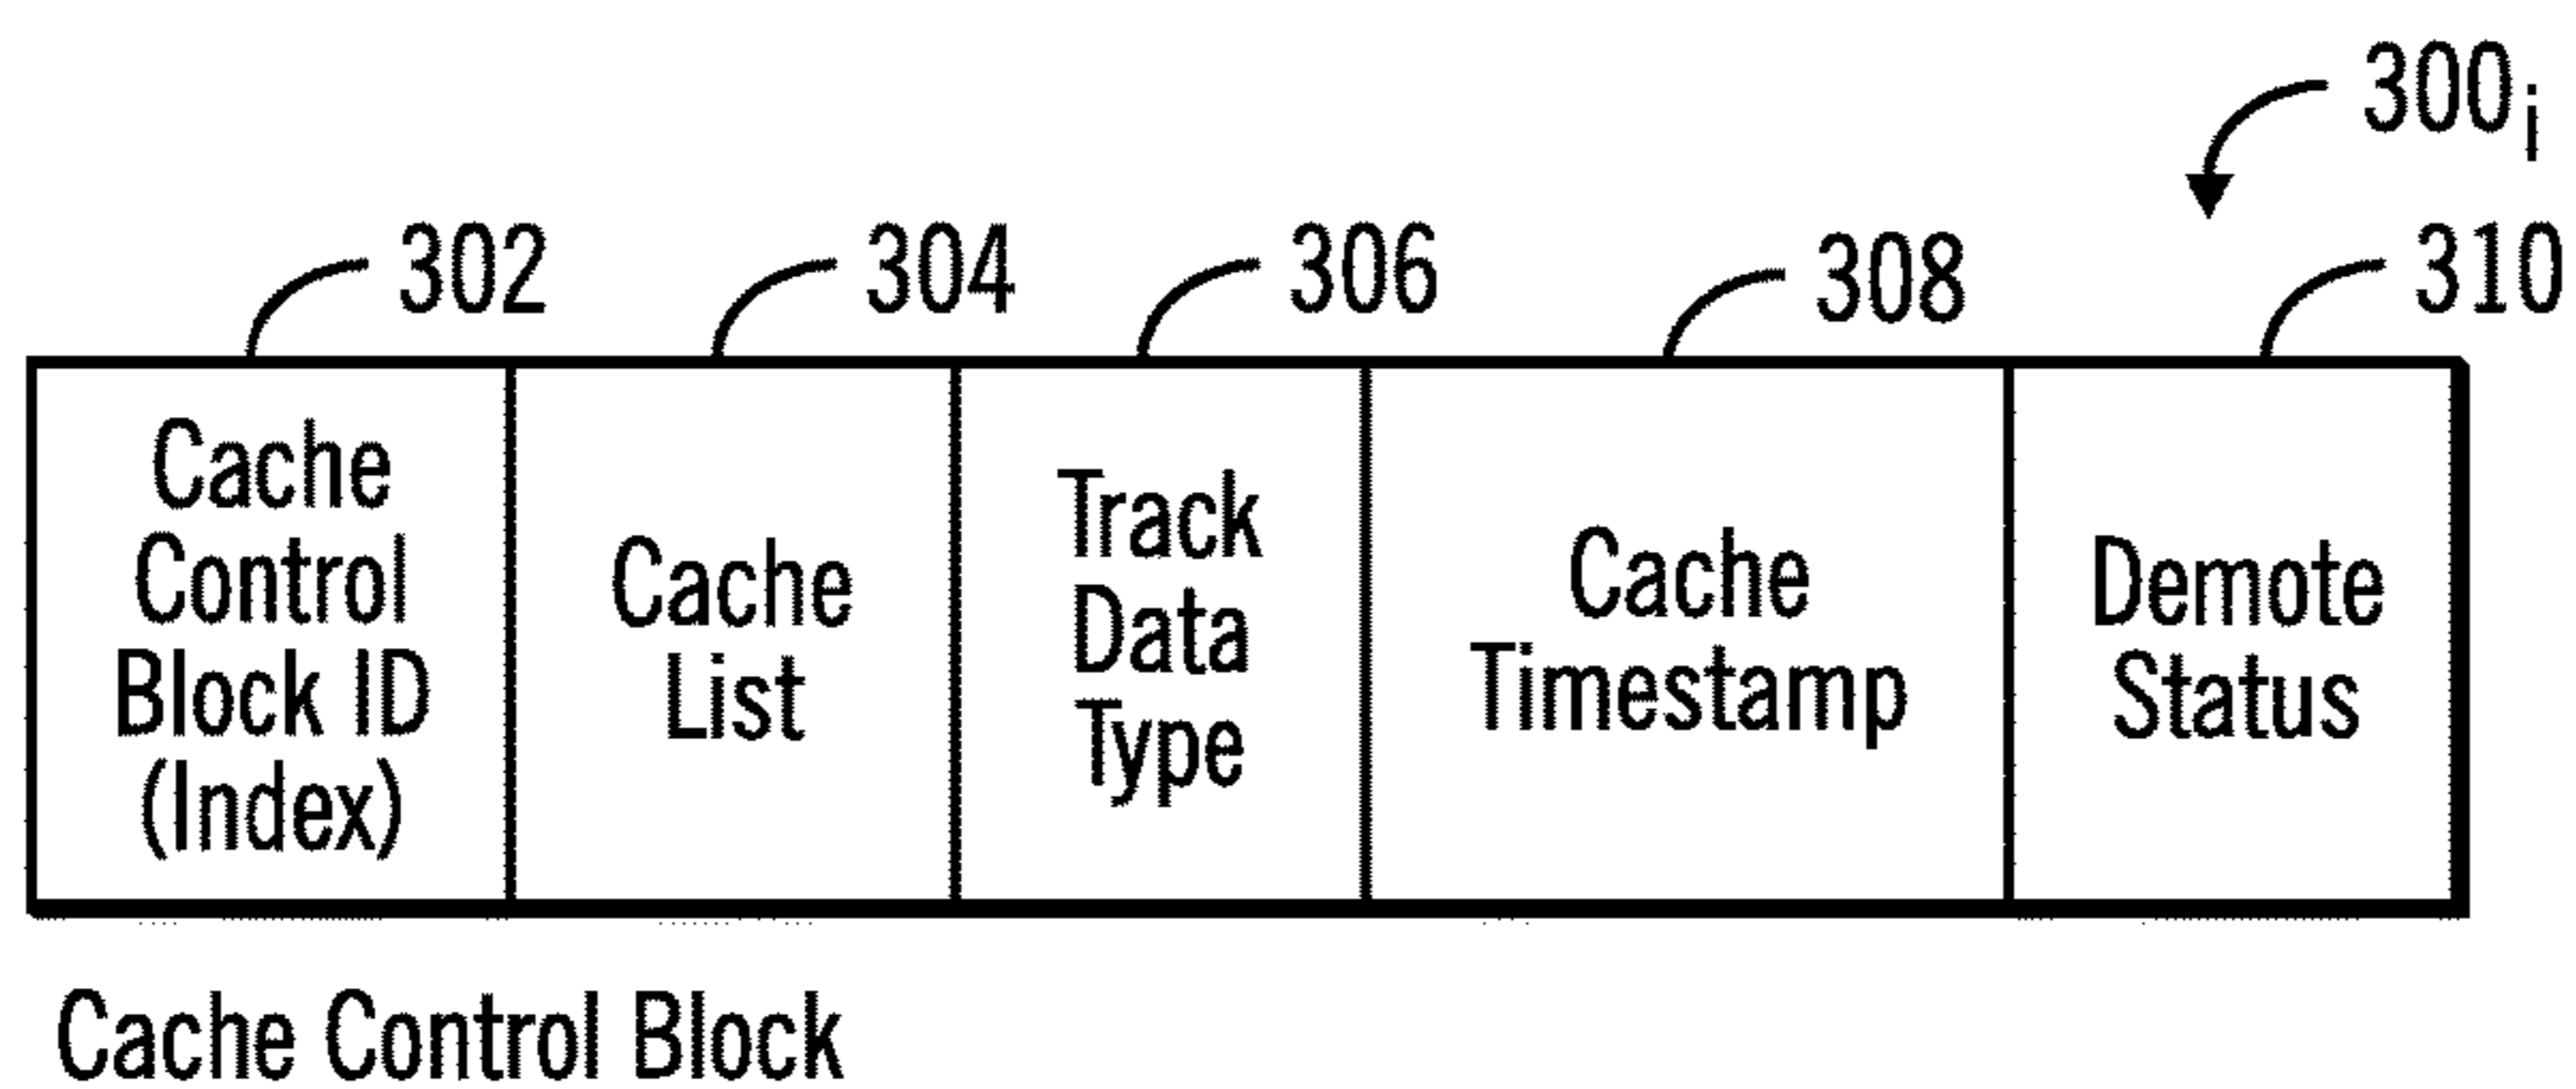 300i
302 304 306 308 310
Cache
Control
Block ID
(Index)
Cache
List
Track
Data
Type
Cache
Timestamp
Demote
Status
Cache Control Block